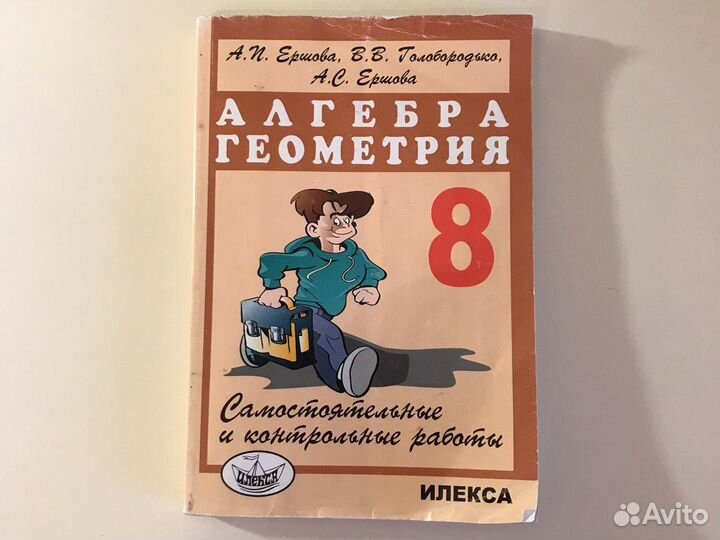 А.П. Ершова, В.В. Голобородько,
А.С. Ершова
АЛГЕБРА
ГЕОМЕТРИЯ
8
Самостоятельные
и контрольные работы
ИЛЕКСА
ИЛЕКСА
Avito